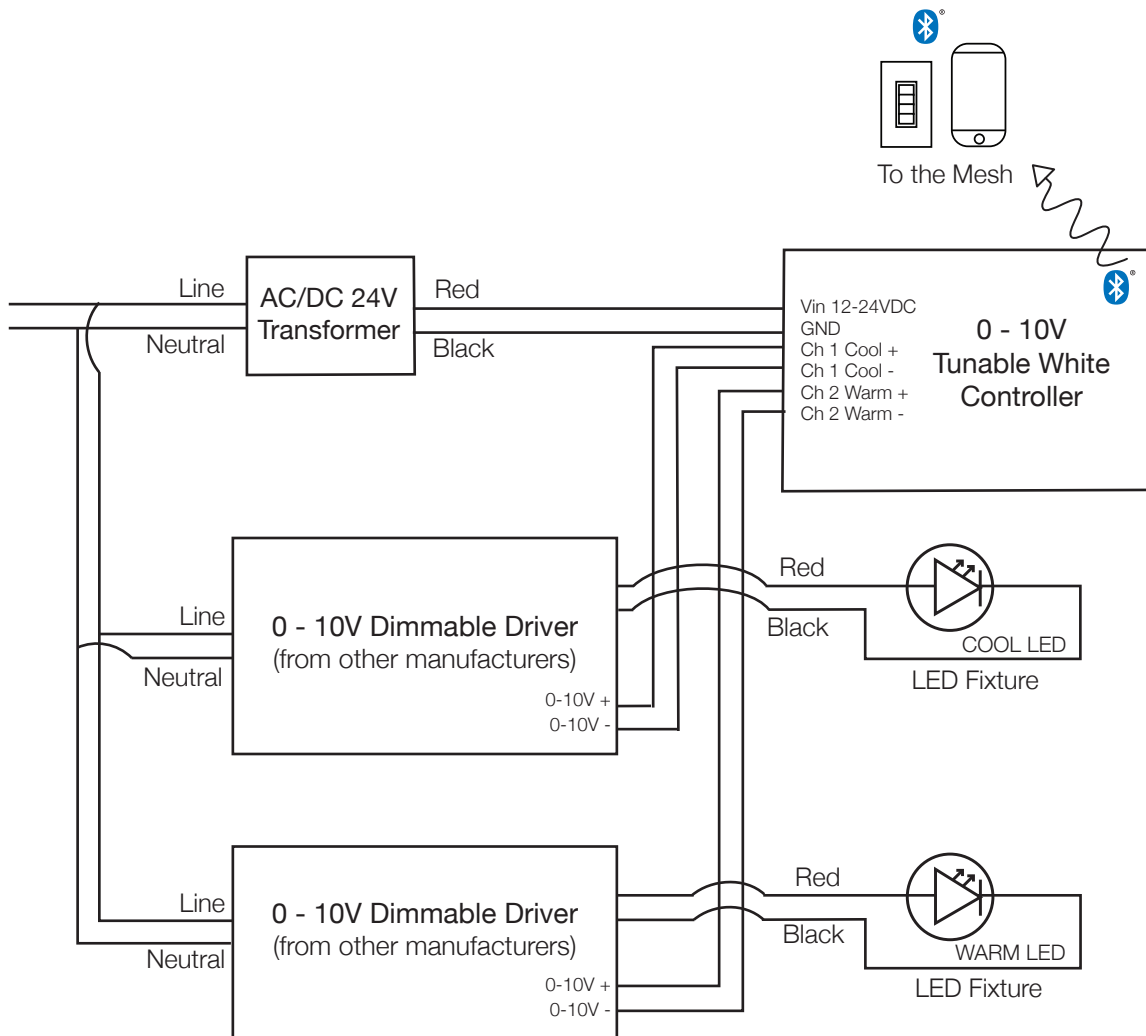 ®
To the Mesh
Line
Neutral
AC/DC 24V
Transformer
Red
Black
®
Vin 12-24VDC
GND
Ch 1 Cool +
Ch 1 Cool -
Ch 2 Warm +
Ch 2 Warm -
0 - 10V
Tunable White
Controller
Line
Neutral
0 - 10V Dimmable Driver
(from other manufacturers)
0-10V +
0-10V -
Red
Black
COOL LED
LED Fixture
Line
Neutral
0 - 10V Dimmable Driver
(from other manufacturers)
0-10V +
0-10V -
Red
Black
WARM LED
LED Fixture